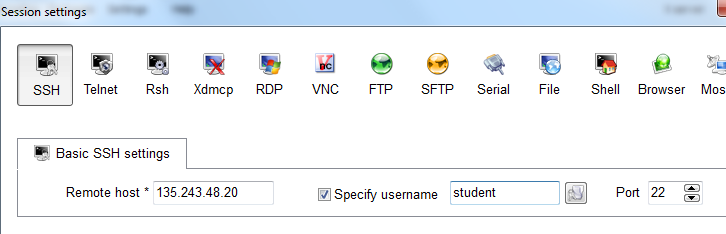 Session settings
SSH Telnet Rsh Xdmcp RDP VNC FTP SFTP Serial File Shell Browser Mos
Basic SSH settings
Remote host * 135.243.48.20 Specify username student Port 22